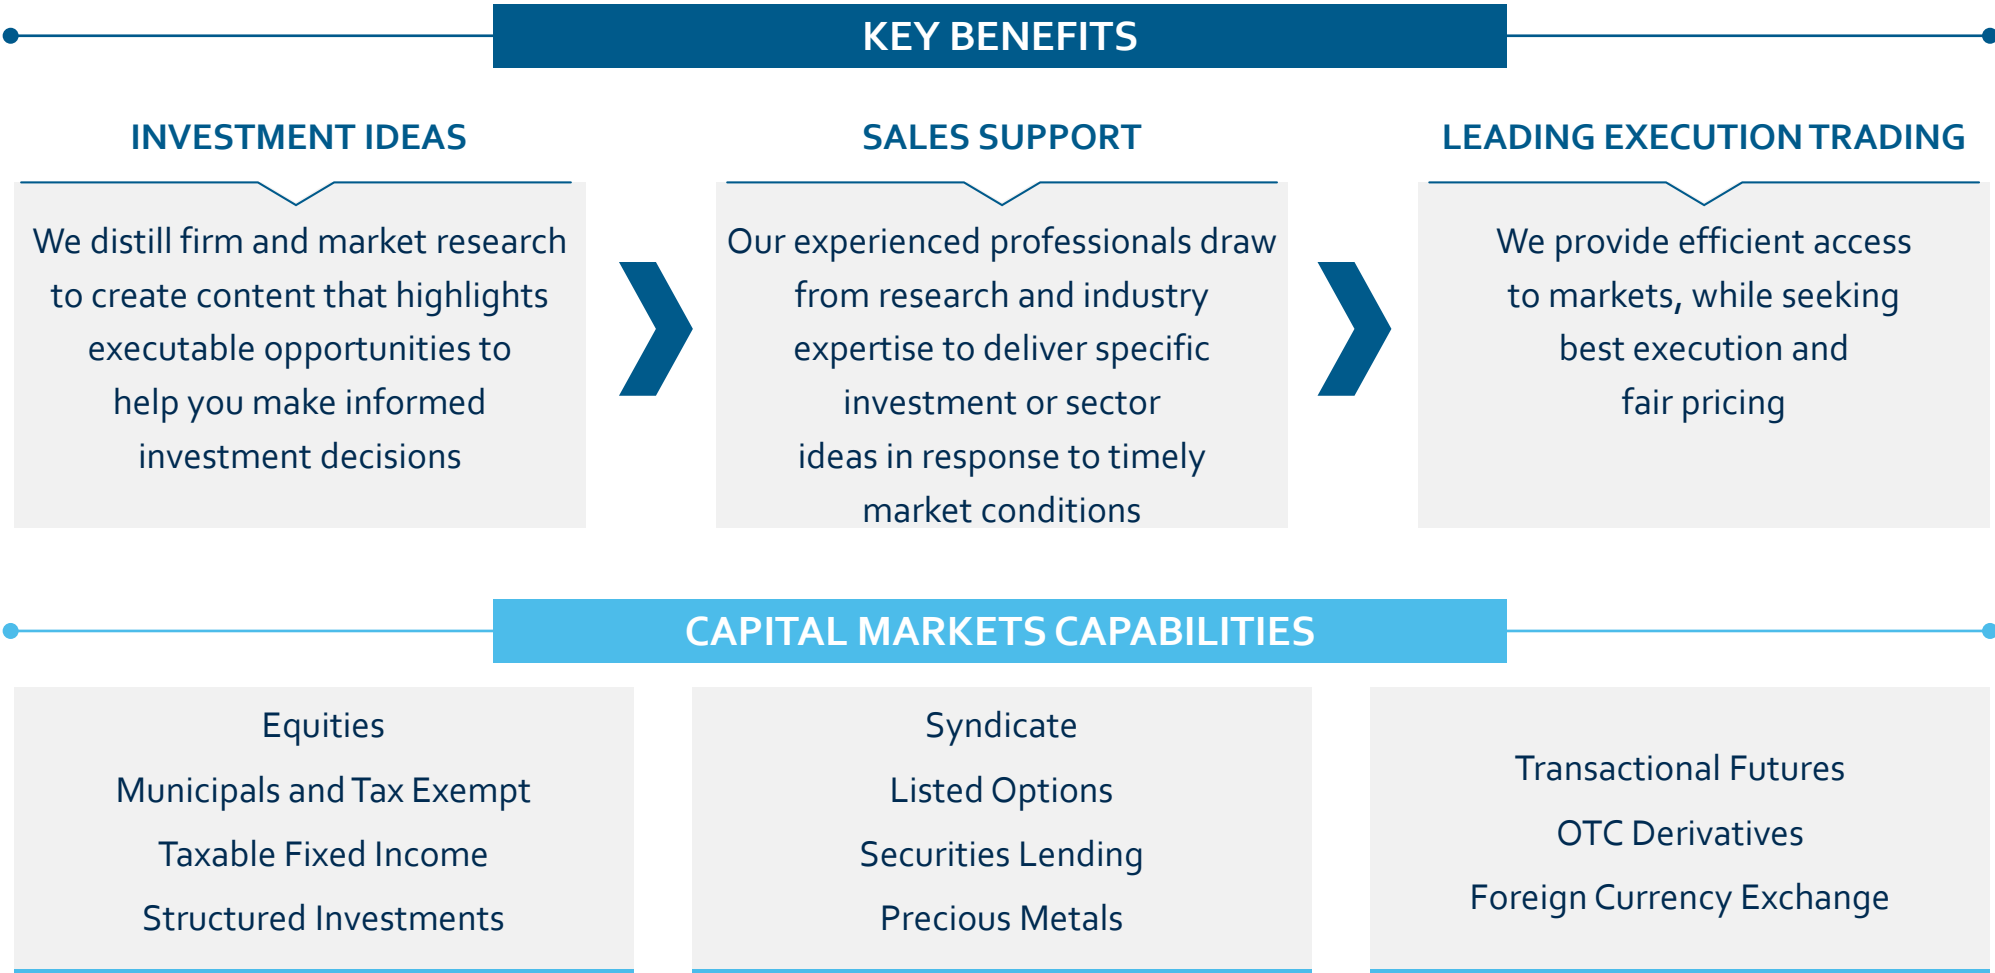 KEY BENEFITS
INVESTMENT IDEAS
We distill firm and market research
to create content that highlights
executable opportunities to
help you make informed
investment decisions
SALES SUPPORT
Our experienced professionals draw
from research and industry
expertise to deliver specific
investment or sector
ideas in response to timely
market conditions
LEADING EXECUTION TRADING
We provide efficient access
to markets, while seeking
best execution and
fair pricing
CAPITAL MARKETS CAPABILITIES
Equities
Municipals and Tax Exempt
Taxable Fixed Income
Structured Investments
Syndicate
Listed Options
Securities Lending
Precious Metals
Transactional Futures
OTC Derivatives
Foreign Currency Exchange